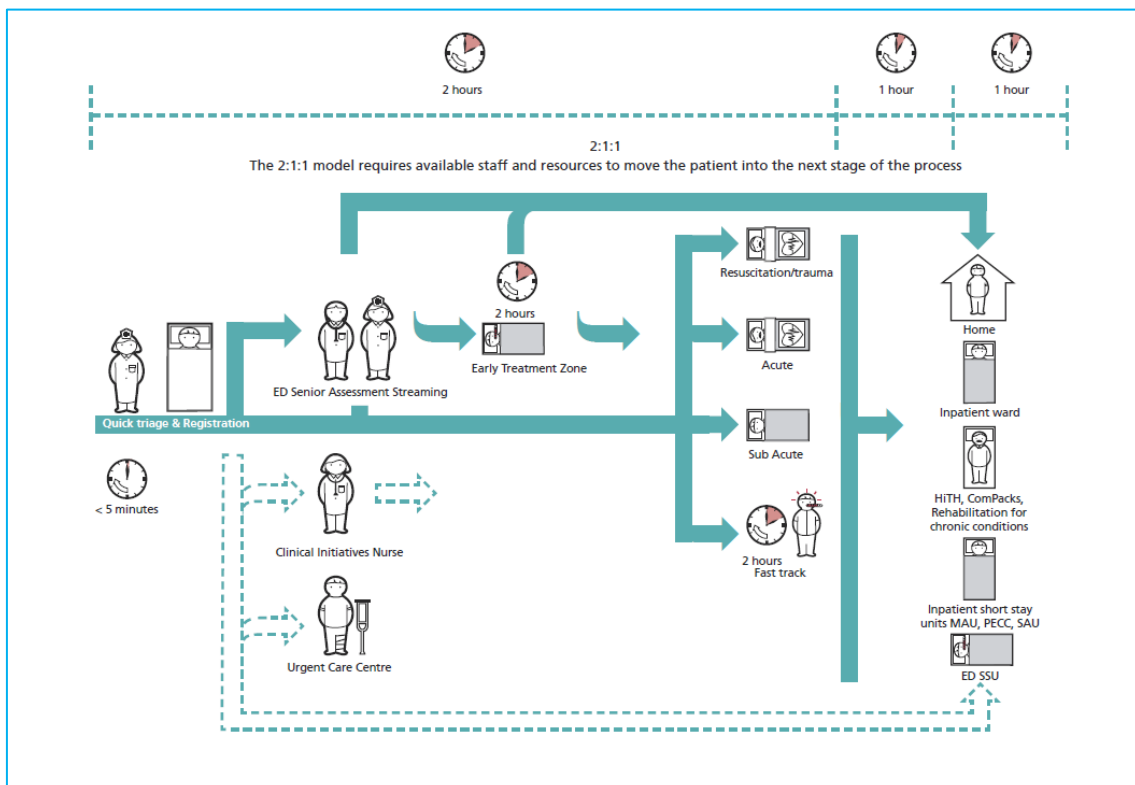 2 hours
1 hour
1 hour
2:1:1
The 2:1:1 model requires available staff and resources to move the patient into the next stage of the process
Resuscitation/trauma
2 hours
Home
Early Treatment Zone
Acute
ED Senior Assessment Streaming
Inpatient ward
Quick triage & Registration
Sub Acute
< 5 minutes
HiTH, ComPacks,
Rehabilitation for
chronic conditions
Clinical Initiatives Nurse
2 hours
Fast track
Inpatient short stay
units MAU, PECC, SAU
Urgent Care Centre
ED SSU